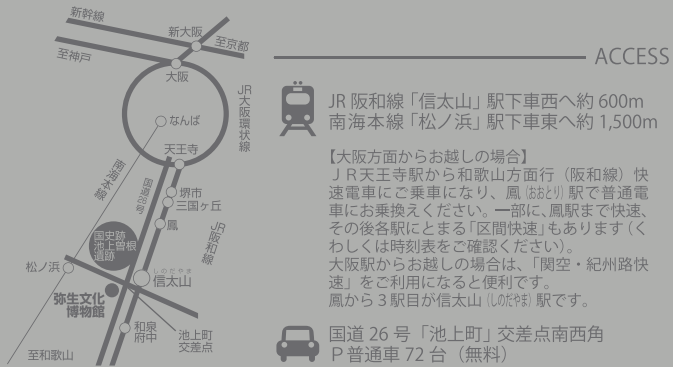 新幹線
新大阪
至京都
至神戸
大阪
JR大阪環状線
なんば
天王寺
南海本線
国道26号
堺市
三国ヶ丘
鳳
JR阪和線
国史跡
池上曽根
遺跡
松ノ浜
しのだやま
信太山
弥生文化
博物館
和泉
府中
池上町
交差点
至和歌山
ACCESS
JR 阪和線「信太山」駅下車西へ約 600m
南海本線「松ノ浜」駅下車東へ約 1,500m
【大阪方面からお越しの場合】
ＪＲ天王寺駅から和歌山方面行（阪和線）快
速電車にご乗車になり、鳳（おおとり）駅で普通電
車にお乗換えください。一部に、鳳駅まで快速、
その後各駅にとまる「区間快速」もあります（く
わしくは時刻表をご確認ください）。
大阪駅からお越しの場合は、「関空・紀州路快
速」をご利用になると便利です。
鳳から３駅目が信太山（しのだやま）駅です。
国道 26 号「池上町」交差点南西角
Ｐ普通車 72 台（無料）